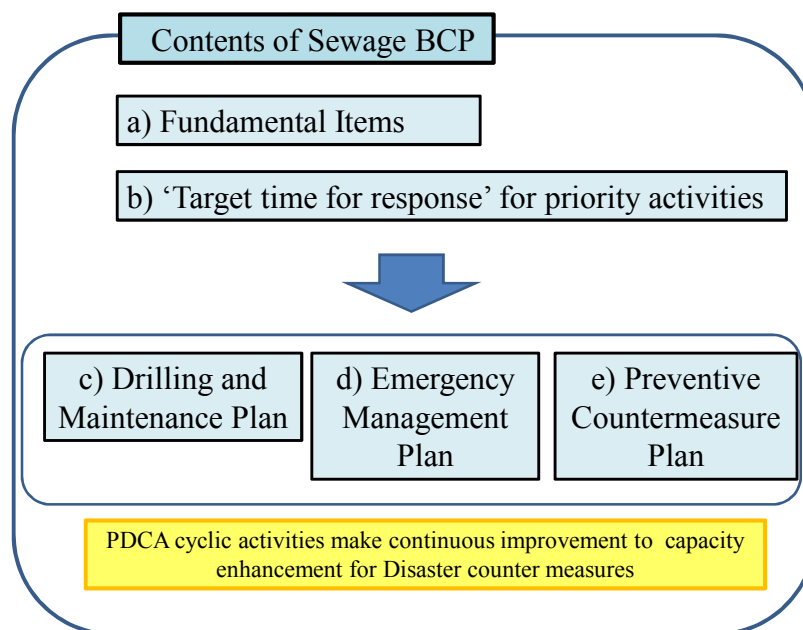 Contents of Sewage BCP
a) Fundamental Items
b) ‘Target time for response’ for priority activities
c) Drilling and
Maintenance Plan
d) Emergency
Management
Plan
e) Preventive
Countermeasure
Plan
PDCA cyclic activities make continuous improvement to capacity
enhancement for Disaster counter measures